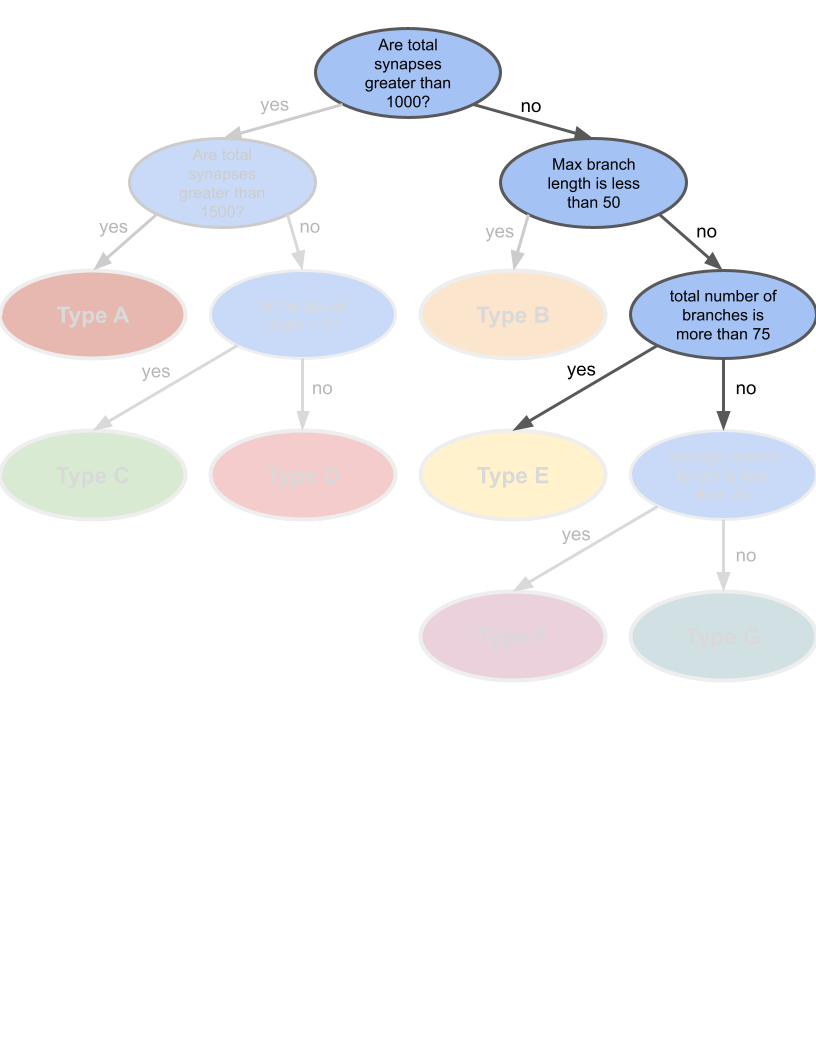 Are total
synapses
greater than
1000?
yes
no
Are total
synapses
greater than
1500?
Max branch
length is less
than 50
yes
no
yes
no
Type A
Type B
total number of
branches is
more than 75
yes
no
yes
no
Type C
Type D
Type E
yes
no
Type G